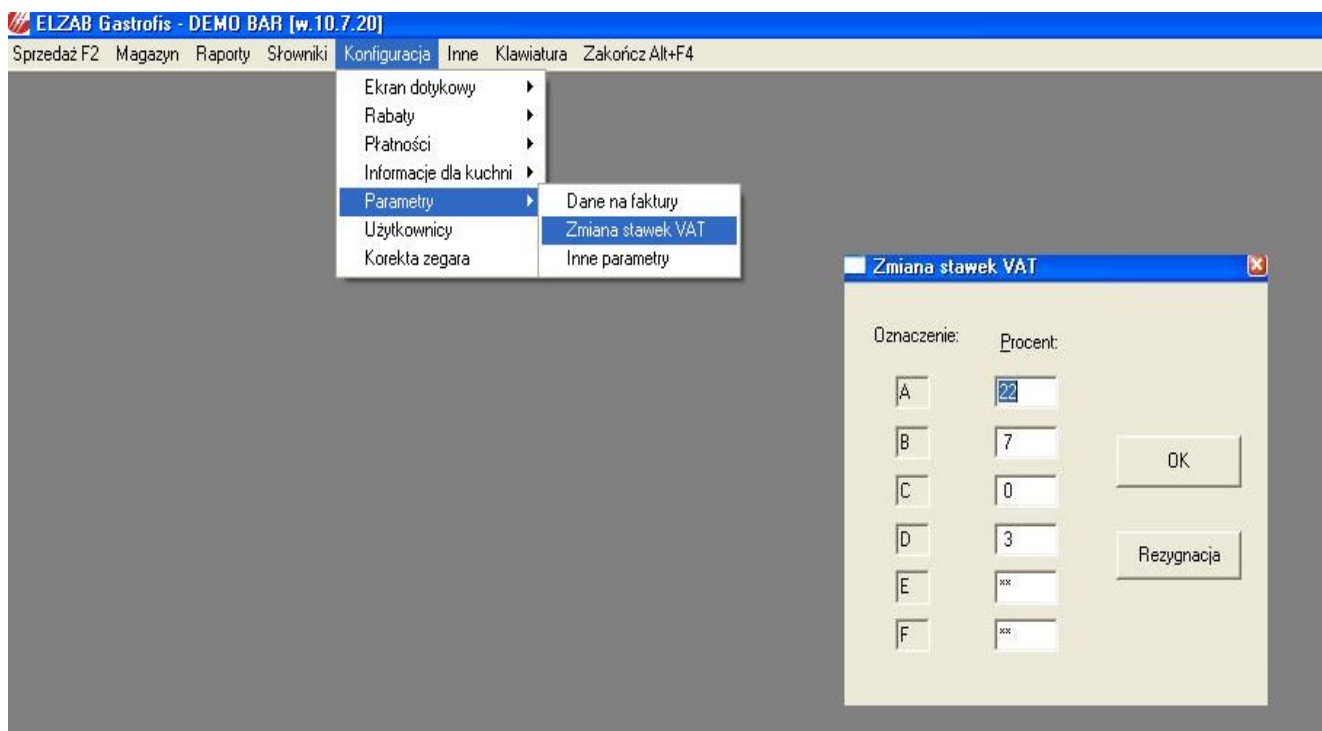 ELZAB Gastrofis - DEMO BAR [w.10.7.20]
Sprzedaż F2 Magazyn Raporty Słowniki Konfiguracja Inne Klawiatura Zakończ Alt+F4
Ekran dotykowy
Rabaty
Płatności
Informacje dla kuchni
Parametry
Użytkownicy
Korekta zegara
Dane na faktury
Zmiana stawek VAT
Inne parametry
Zmiana stawek VAT
Oznaczenie: Procent:
A 22
B 7
C 0
D 3
E **
F **
OK
Rezygnacja